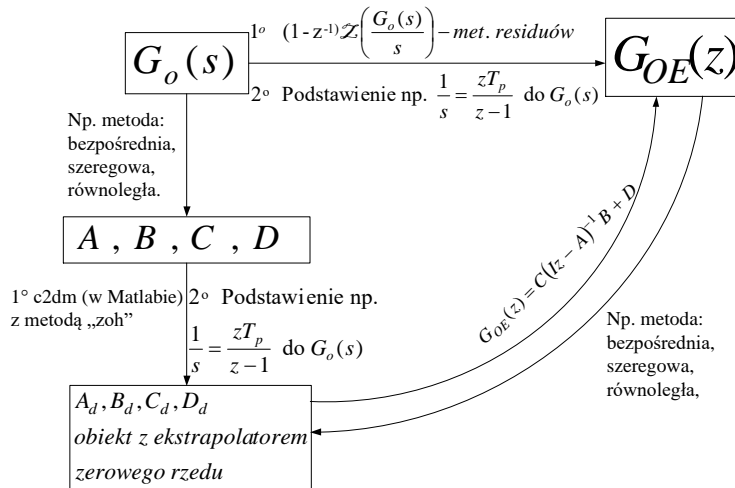 1° (1 - z⁻¹) 𝒵(G_o(s)/s) – met. residuów
G_o(s)
G_OE(z)
2° Podstawienie np. 1/s = zT_p/(z−1) do G_o(s)
Np. metoda:
bezpośrednia,
szeregowa,
równoległa.
A , B , C , D
1° c2dm (w Matlabie)
z metodą „zoh”
2° Podstawienie np.
1/s = zT_p/(z−1) do G_o(s)
G_OE(z) = C(Iz − A)⁻¹ B + D
Np. metoda:
bezpośrednia,
szeregowa,
równoległa,
A_d, B_d, C_d, D_d
obiekt z ekstrapolatorem
zerowego rzedu